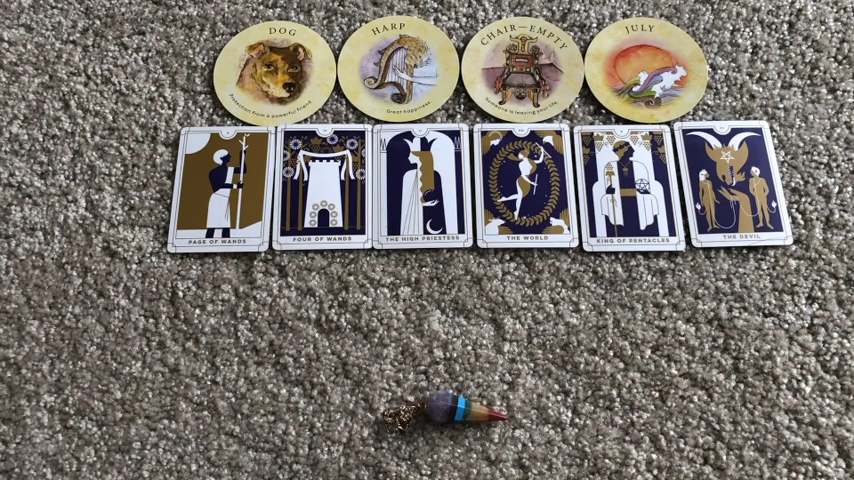 DOG
Protection from a powerful friend
HARP
Great happiness
CHAIR—EMPTY
Someone is leaving your life
JULY
PAGE OF WANDS
FOUR OF WANDS
THE HIGH PRIESTESS
THE WORLD
KING OF PENTACLES
THE DEVIL